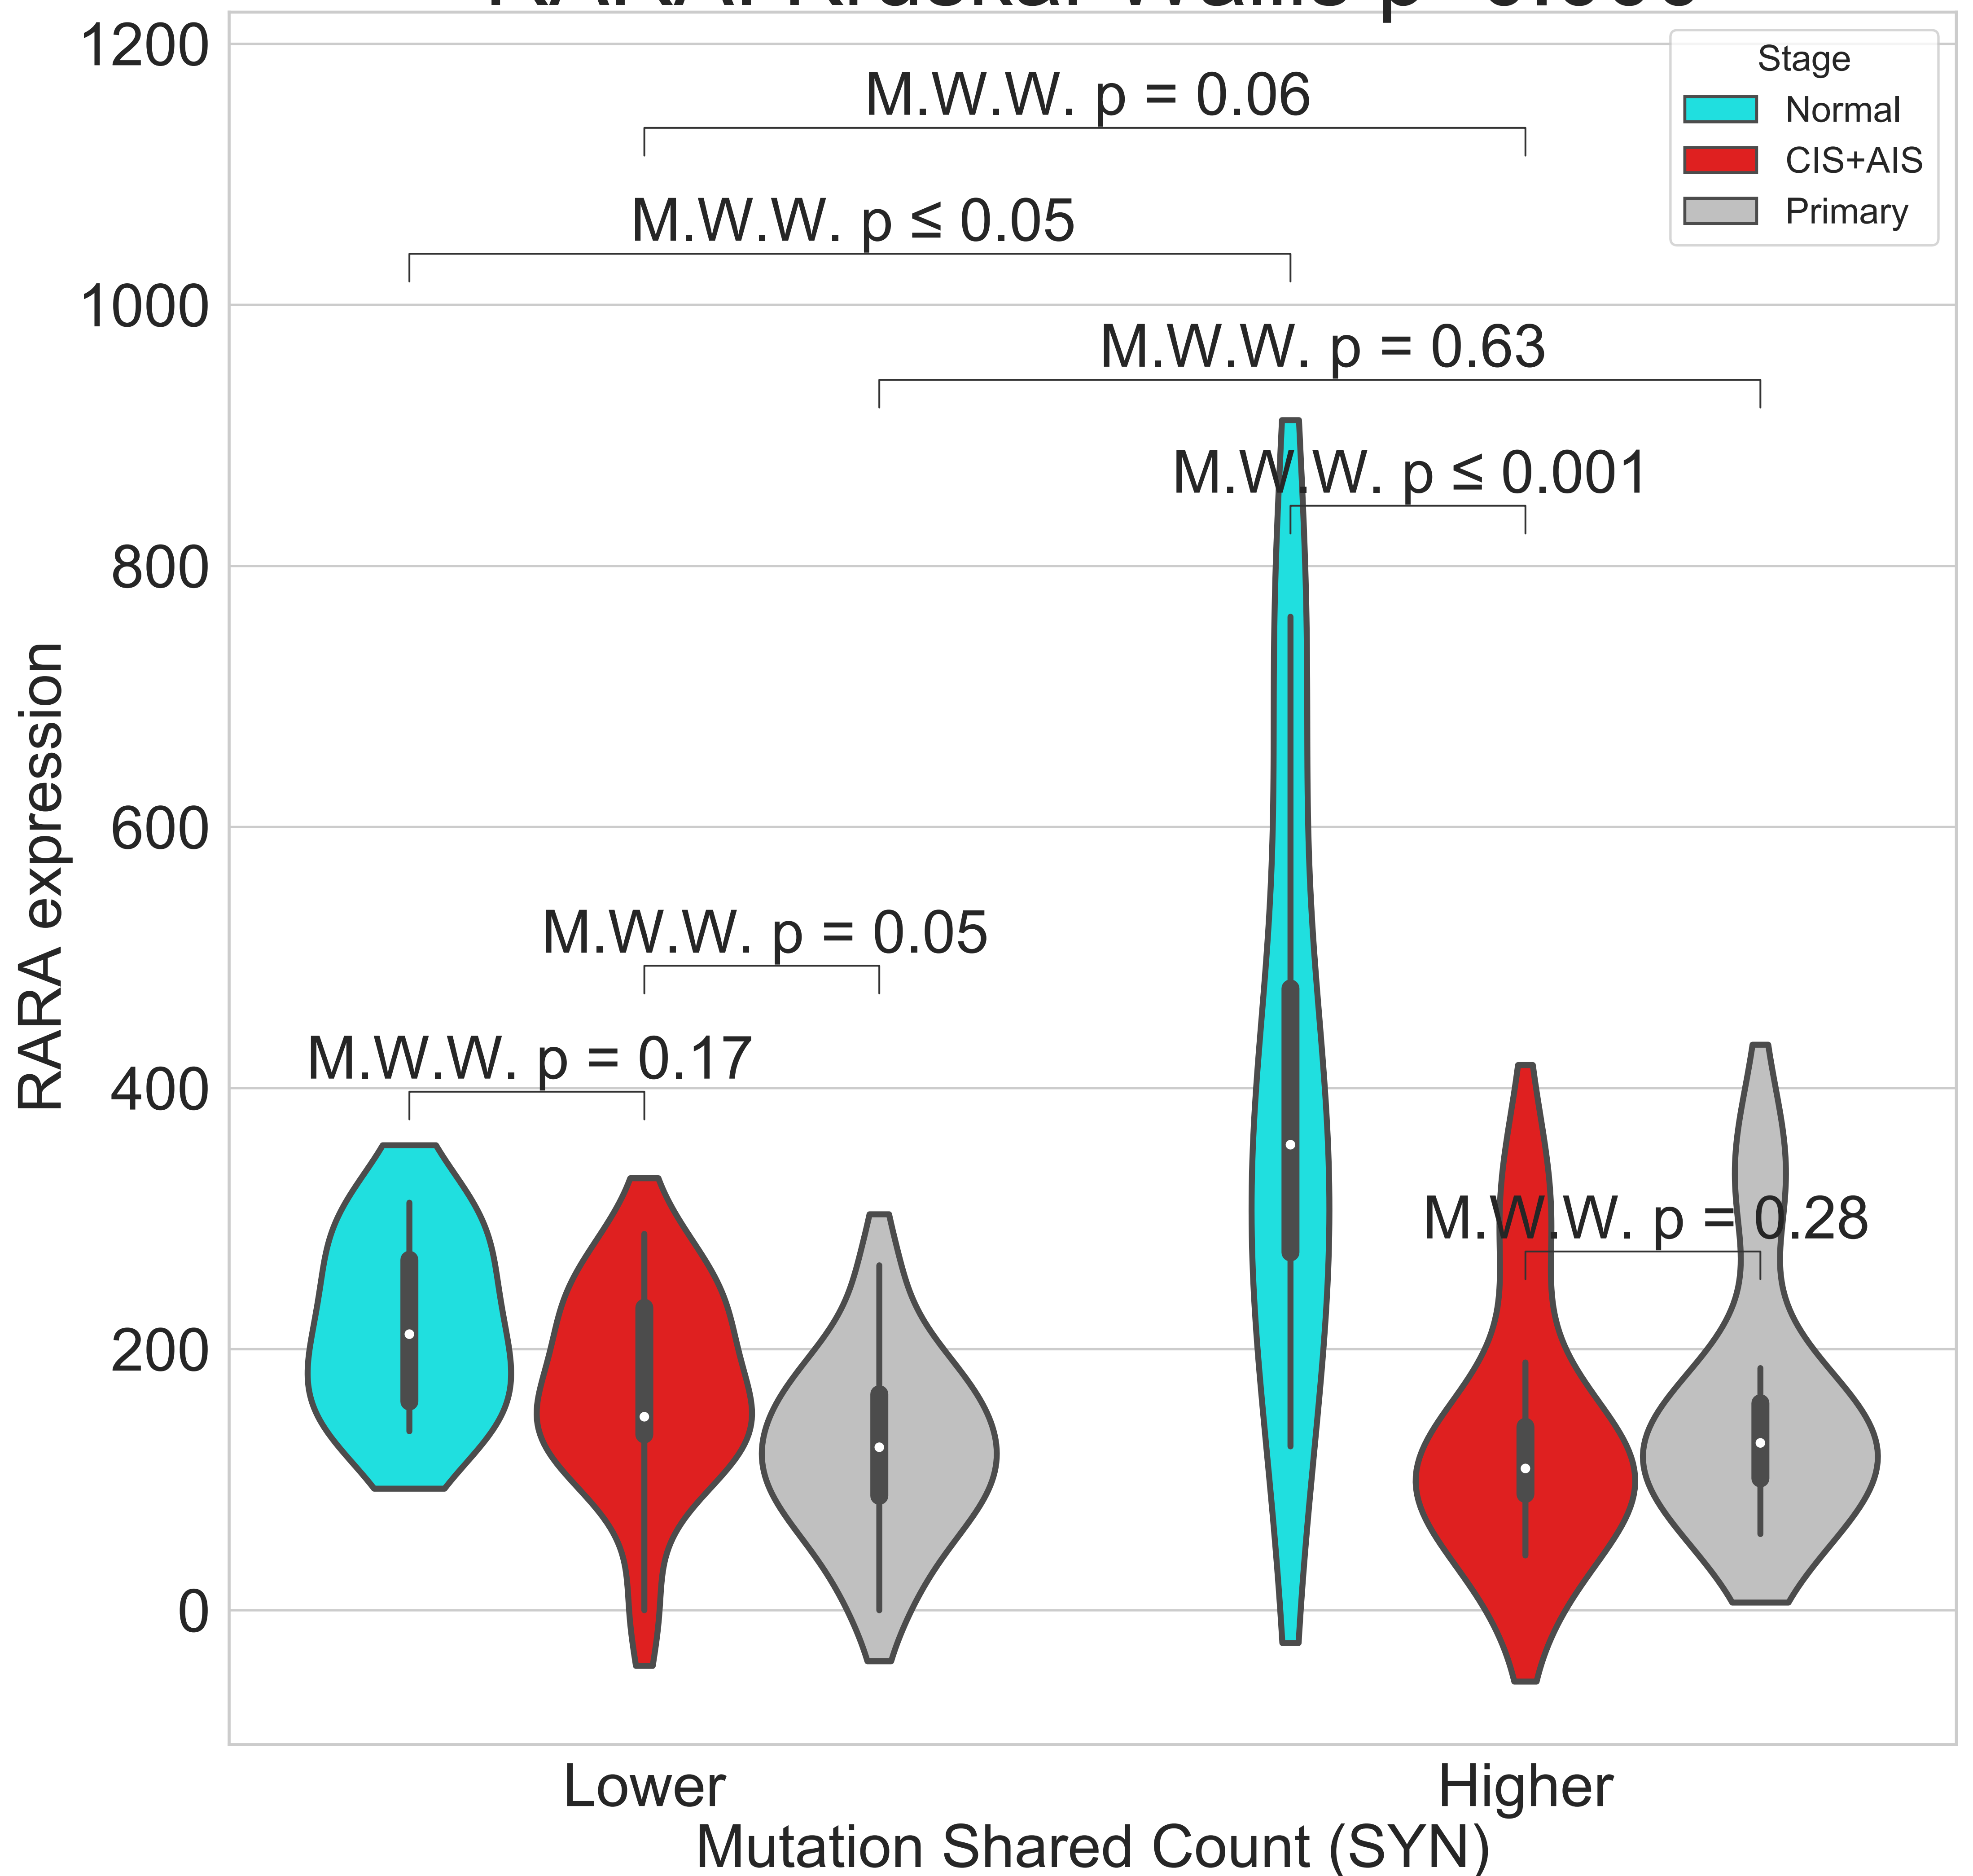 1200
1000
800
600
400
200
0
RARA expression
Stage
Normal
CIS+AIS
Primary
M.W.W. p = 0.06
M.W.W. p ≤ 0.05
M.W.W. p = 0.63
M.W.W. p ≤ 0.001
M.W.W. p = 0.05
M.W.W. p = 0.17
M.W.W. p = 0.28
Lower
Higher
Mutation Shared Count (SYN)